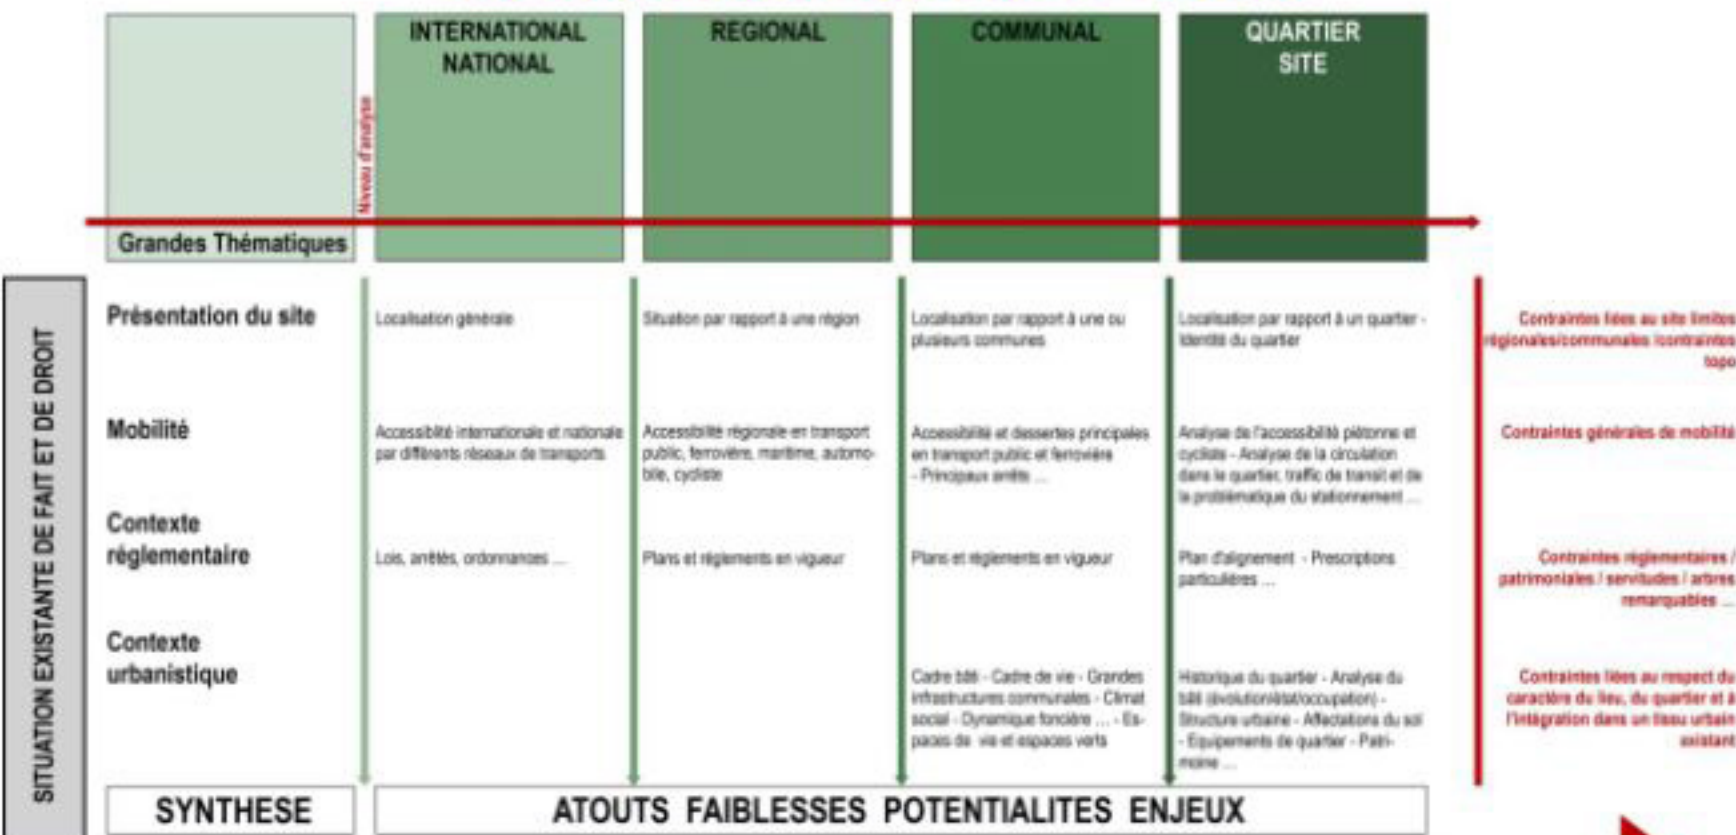 INTERNATIONAL
NATIONAL
REGIONAL
COMMUNAL
QUARTIER
SITE
Niveau d'analyse
Grandes Thématiques
SITUATION EXISTANTE DE FAIT ET DE DROIT
Présentation du site
Localisation générale
Situation par rapport à une région
Localisation par rapport à une ou
plusieurs communes
Localisation par rapport à un quartier -
Identité du quartier
Contraintes liées au site limites
régionales/communales /contraintes
topo
Mobilité
Accessiblité internationale et nationale
par différents réseaux de transports
Accessibilité régionale en transport
public, ferrovière, maritime, automo-
bile, cycliste
Accessibilité et dessertes principales
en transport public et ferrovière
- Principaux arrêts ...
Analyse de l'accessibilité piétonne et
cycliste - Analyse de la circulation
dans le quartier, traffic de transit et de
la problématique du stationnement ...
Contraintes générales de mobilité
Contexte
réglementaire
Lois, arrêtés, ordonnances ...
Plans et réglements en vigueur
Plans et réglements en vigueur
Plan d'alignement - Prescriptions
particulières ...
Contraintes réglementaires /
patrimoniales / servitudes / arbres
remarquables ...
Contexte
urbanistique
Cadre bâti - Cadre de vie - Grandes
infrastructures communales - Climat
social - Dynamique foncière ... - Es-
paces de vie et espaces verts
Historique du quartier - Analyse du
bâti (évolution/état/occupation) -
Structure urbaine - Affectations du sol
- Equipements de quartier - Patri-
moine ...
Contraintes liées au respect du
caractère du lieu, du quartier et à
l'intégration dans un tissu urbain
existant
SYNTHESE
ATOUTS FAIBLESSES POTENTIALITES ENJEUX